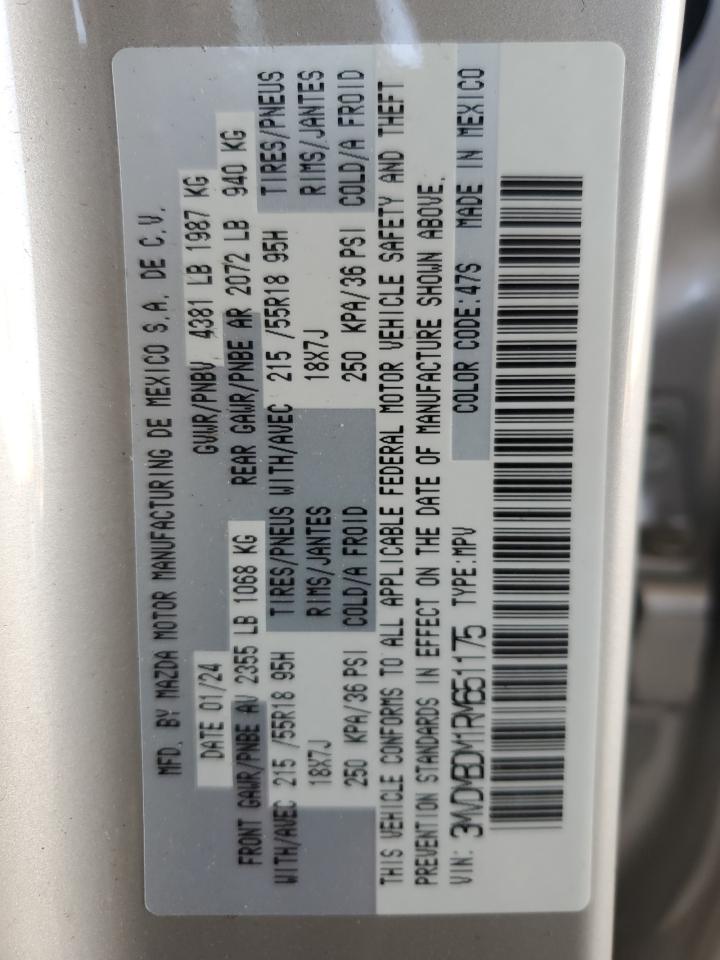 MFD. BY MAZDA MOTOR MANUFACTURING DE MEXICO S.A. DE C.V.
DATE 01/24 GVWR/PNBV 4381 LB 1987 KG
FRONT GAWR/PNBE AV 2355 LB 1068 KG REAR GAWR/PNBE AR 2072 LB 940 KG
WITH/AVEC 215 /55R18 95H TIRES/PNEUS WITH/AVEC 215 /55R18 95H TIRES/PNEUS
18X7J RIMS/JANTES 18X7J RIMS/JANTES
250 KPA/36 PSI COLD/A FROID 250 KPA/36 PSI COLD/A FROID
THIS VEHICLE CONFORMS TO ALL APPLICABLE FEDERAL MOTOR VEHICLE SAFETY AND THEFT
PREVENTION STANDARDS IN EFFECT ON THE DATE OF MANUFACTURE SHOWN ABOVE.
VIN: 3MVDMBDM1RM651175 TYPE:MPV COLOR CODE:47S MADE IN MEXICO